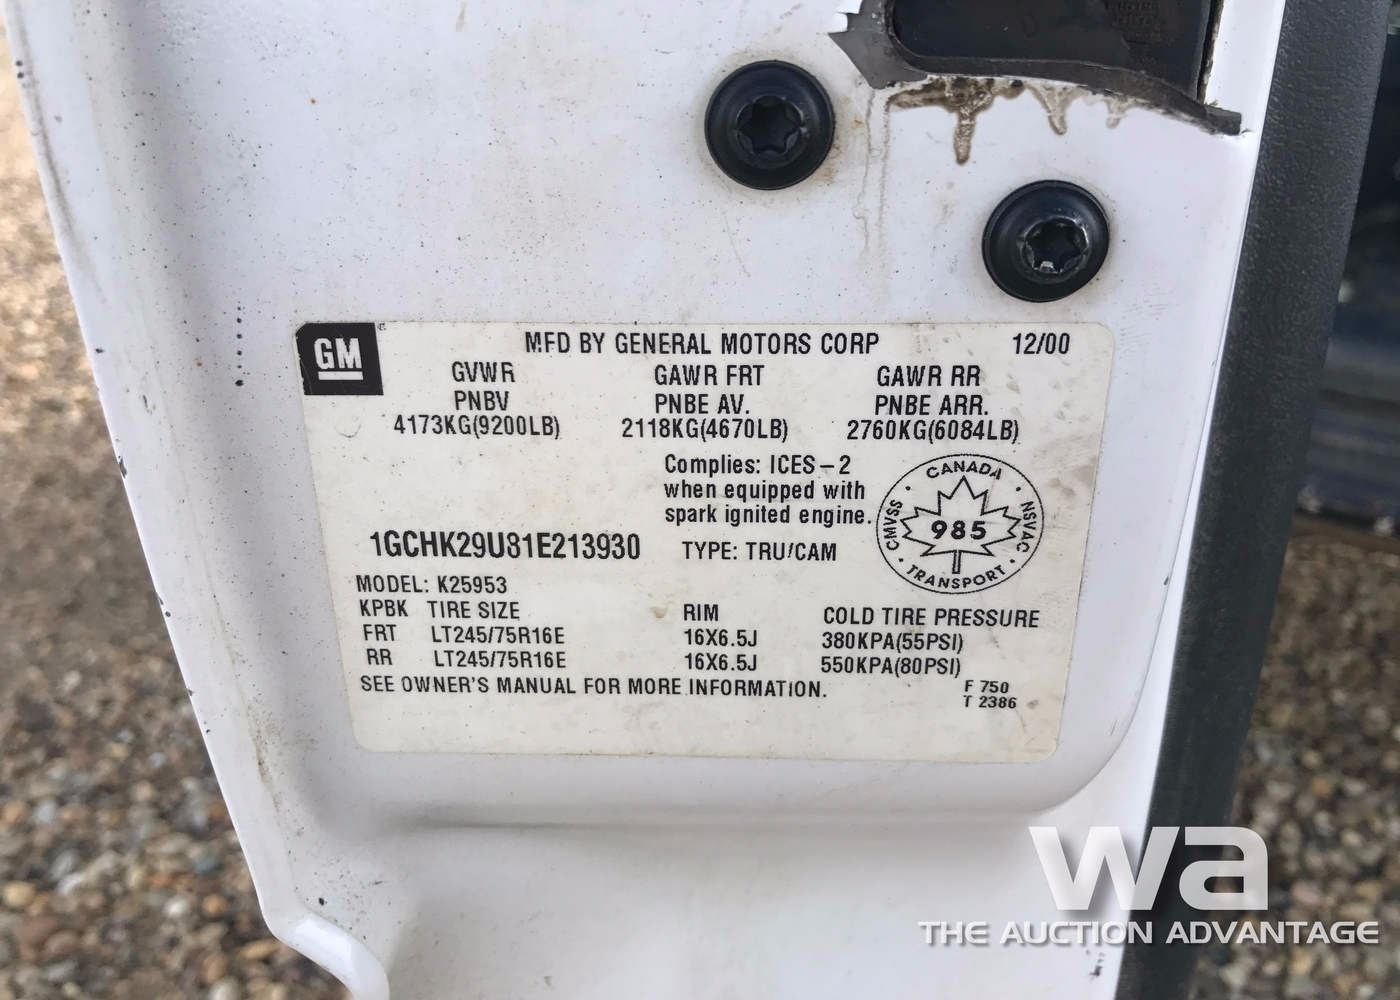 GM
MFD BY GENERAL MOTORS CORP 12/00
GVWR GAWR FRT GAWR RR
PNBV PNBE AV. PNBE ARR.
4173KG(9200LB) 2118KG(4670LB) 2760KG(6084LB)
Complies: ICES-2
when equipped with
spark ignited engine.
CANADA
CMVSS 985 NSVAC
TRANSPORT
1GCHK29U81E213930 TYPE: TRU/CAM
MODEL: K25953
KPBK TIRE SIZE RIM COLD TIRE PRESSURE
FRT LT245/75R16E 16X6.5J 380KPA(55PSI)
RR LT245/75R16E 16X6.5J 550KPA(80PSI)
SEE OWNER'S MANUAL FOR MORE INFORMATION. F 750
T 2386
wa
THE AUCTION ADVANTAGE